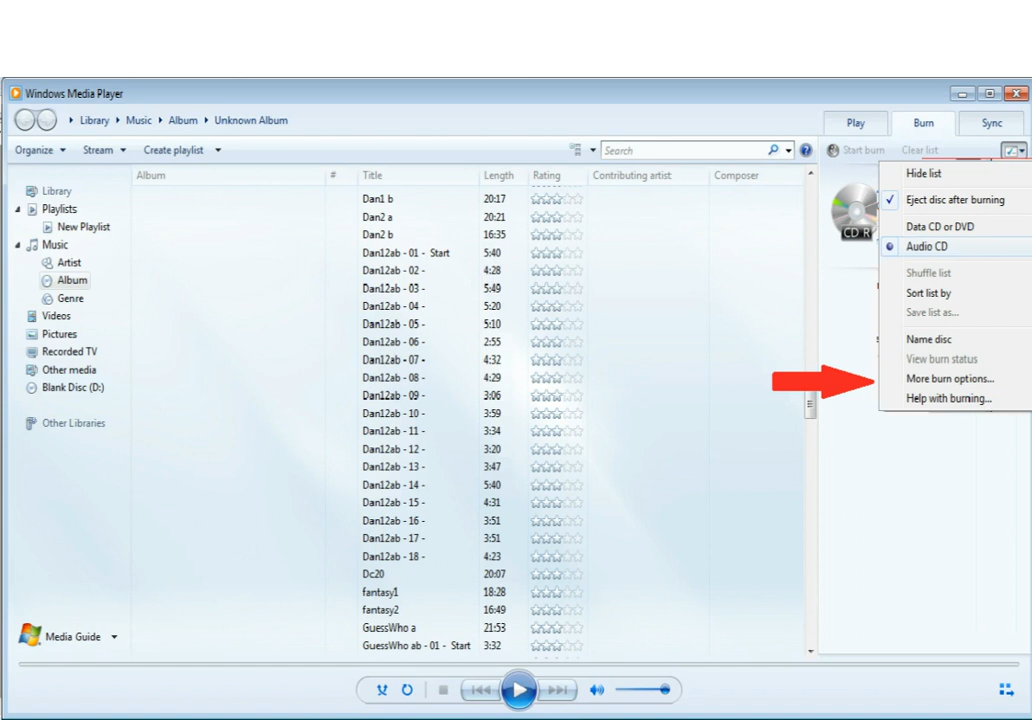 Windows Media Player
Library Music Album Unknown Album
Play Burn Sync
Organize Stream Create playlist Search Start burn Clear list
Album # Title Length Rating Contributing artist Composer
Library
Playlists
New Playlist
Music
Artist
Album
Genre
Videos
Pictures
Recorded TV
Other media
Blank Disc (D:)
Other Libraries
Media Guide
Dan1 b 20:17
Dan2 a 20:21
Dan2 b 16:35
Dan12ab - 01 - Start 5:40
Dan12ab - 02 - 4:28
Dan12ab - 03 - 5:49
Dan12ab - 04 - 5:20
Dan12ab - 05 - 5:10
Dan12ab - 06 - 2:55
Dan12ab - 07 - 4:32
Dan12ab - 08 - 4:29
Dan12ab - 09 - 3:06
Dan12ab - 10 - 3:59
Dan12ab - 11 - 3:34
Dan12ab - 12 - 3:20
Dan12ab - 13 - 3:47
Dan12ab - 14 - 5:40
Dan12ab - 15 - 4:31
Dan12ab - 16 - 3:51
Dan12ab - 17 - 3:51
Dan12ab - 18 - 4:23
Dc20 20:07
fantasy1 18:28
fantasy2 16:49
GuessWho a 21:53
GuessWho ab - 01 - Start 3:32
CD R
Hide list
Eject disc after burning
Data CD or DVD
Audio CD
Shuffle list
Sort list by
Save list as...
Name disc
View burn status
More burn options...
Help with burning...